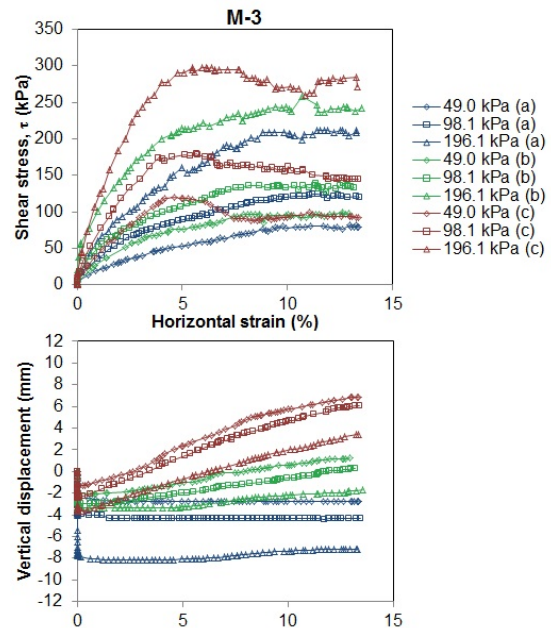 M-3
Shear stress, τ (kPa)
350
300
250
200
150
100
50
0
0 5 10 15
Horizontal strain (%)
49.0 kPa (a)
98.1 kPa (a)
196.1 kPa (a)
49.0 kPa (b)
98.1 kPa (b)
196.1 kPa (b)
49.0 kPa (c)
98.1 kPa (c)
196.1 kPa (c)
Vertical displacement (mm)
12
10
8
6
4
2
0
-2
-4
-6
-8
-10
-12
0 5 10 15